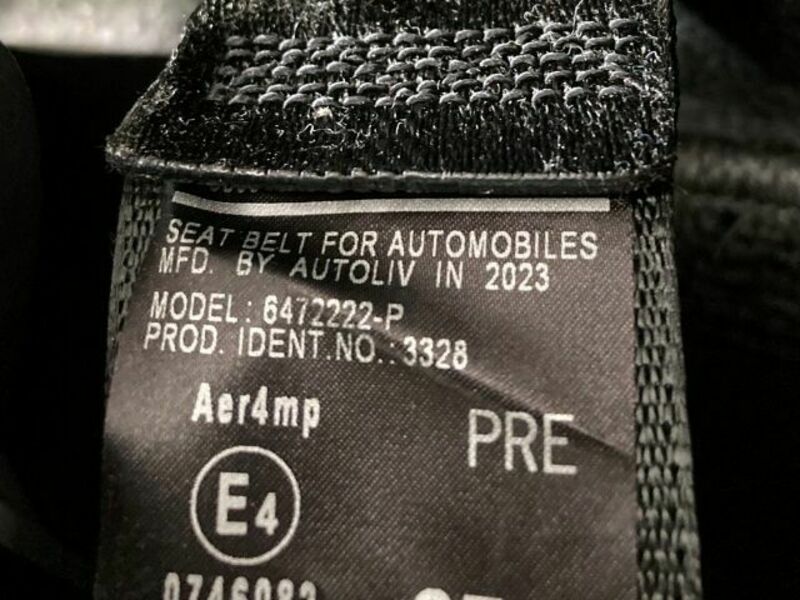 SEAT BELT FOR AUTOMOBILES
MFD. BY AUTOLIV IN 2023
MODEL: 6472222-P
PROD. IDENT.NO.:3328
Aer4mp
PRE
E4